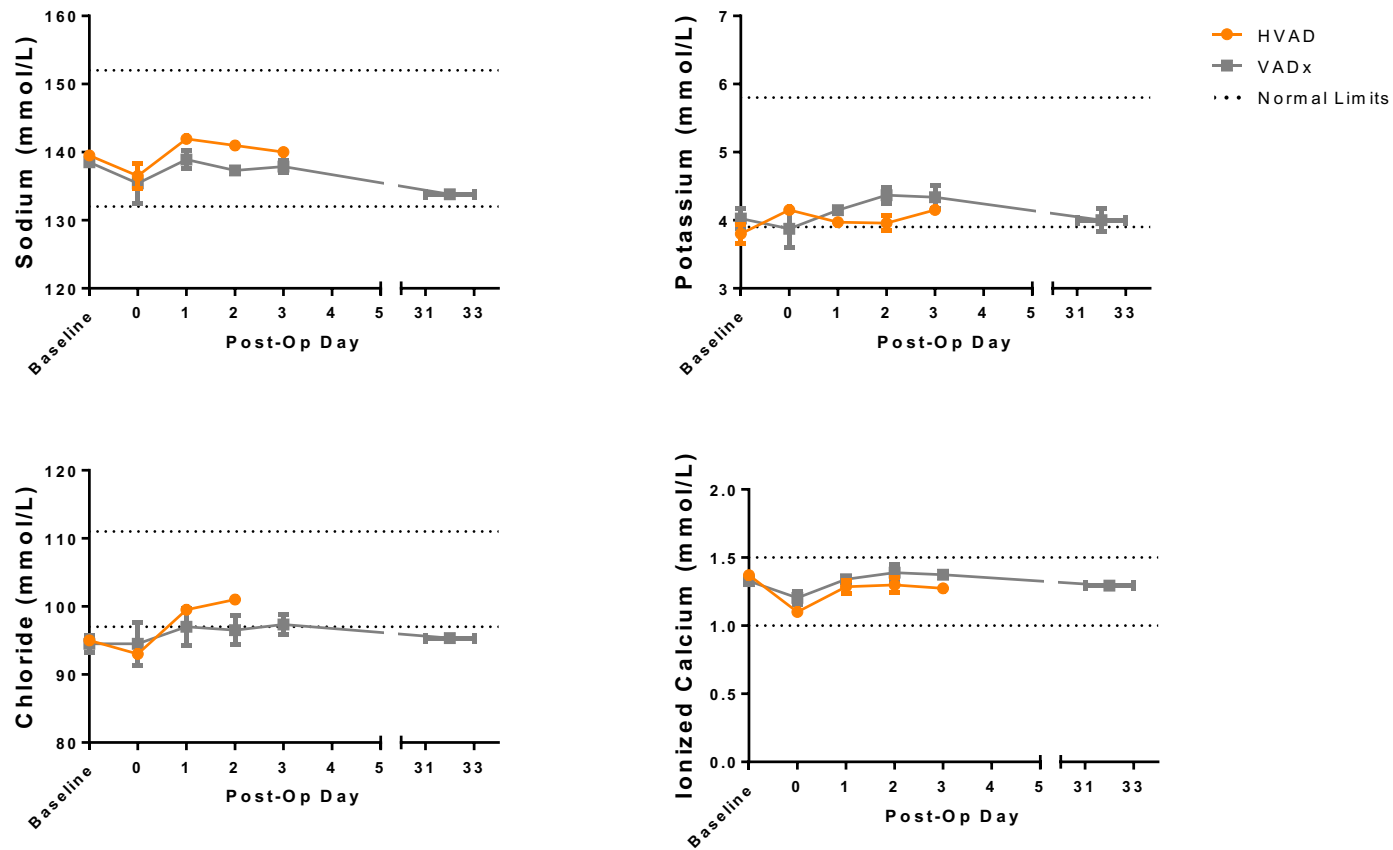 Sodium (mmol/L)
160
150
140
130
120
Baseline
0 1 2 3 4 5 31 33
Post-Op Day
Potassium (mmol/L)
7
6
5
4
3
Baseline
0 1 2 3 4 5 31 33
Post-Op Day
HVAD
VADx
Normal Limits
Chloride (mmol/L)
120
110
100
90
80
Baseline
0 1 2 3 4 5 31 33
Post-Op Day
Ionized Calcium (mmol/L)
2.0
1.5
1.0
0.5
0.0
Baseline
0 1 2 3 4 5 31 33
Post-Op Day